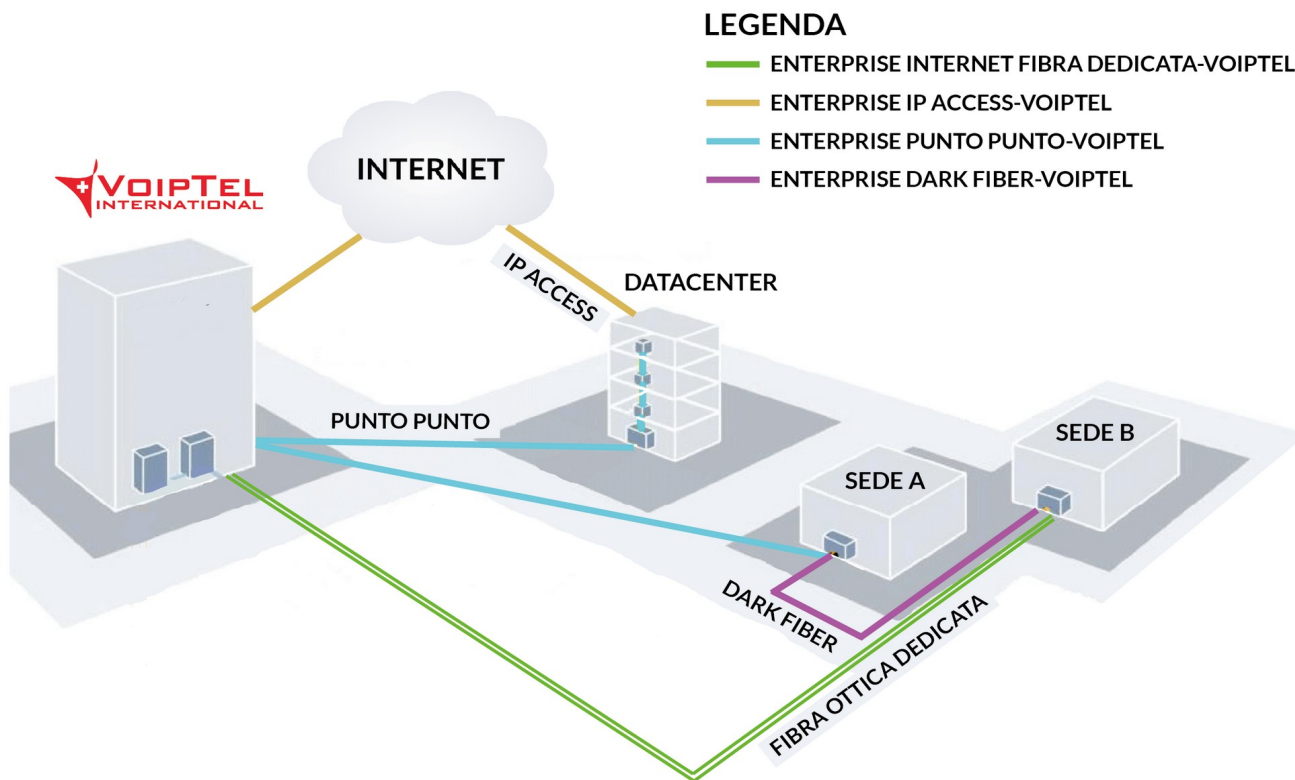 LEGENDA
ENTERPRISE INTERNET FIBRA DEDICATA-VOIPTEL
ENTERPRISE IP ACCESS-VOIPTEL
ENTERPRISE PUNTO PUNTO-VOIPTEL
ENTERPRISE DARK FIBER-VOIPTEL
INTERNET
VOIPTEL
INTERNATIONAL
IP ACCESS
DATACENTER
PUNTO PUNTO
SEDE B
SEDE A
DARK FIBER
FIBRA OTTICA DEDICATA